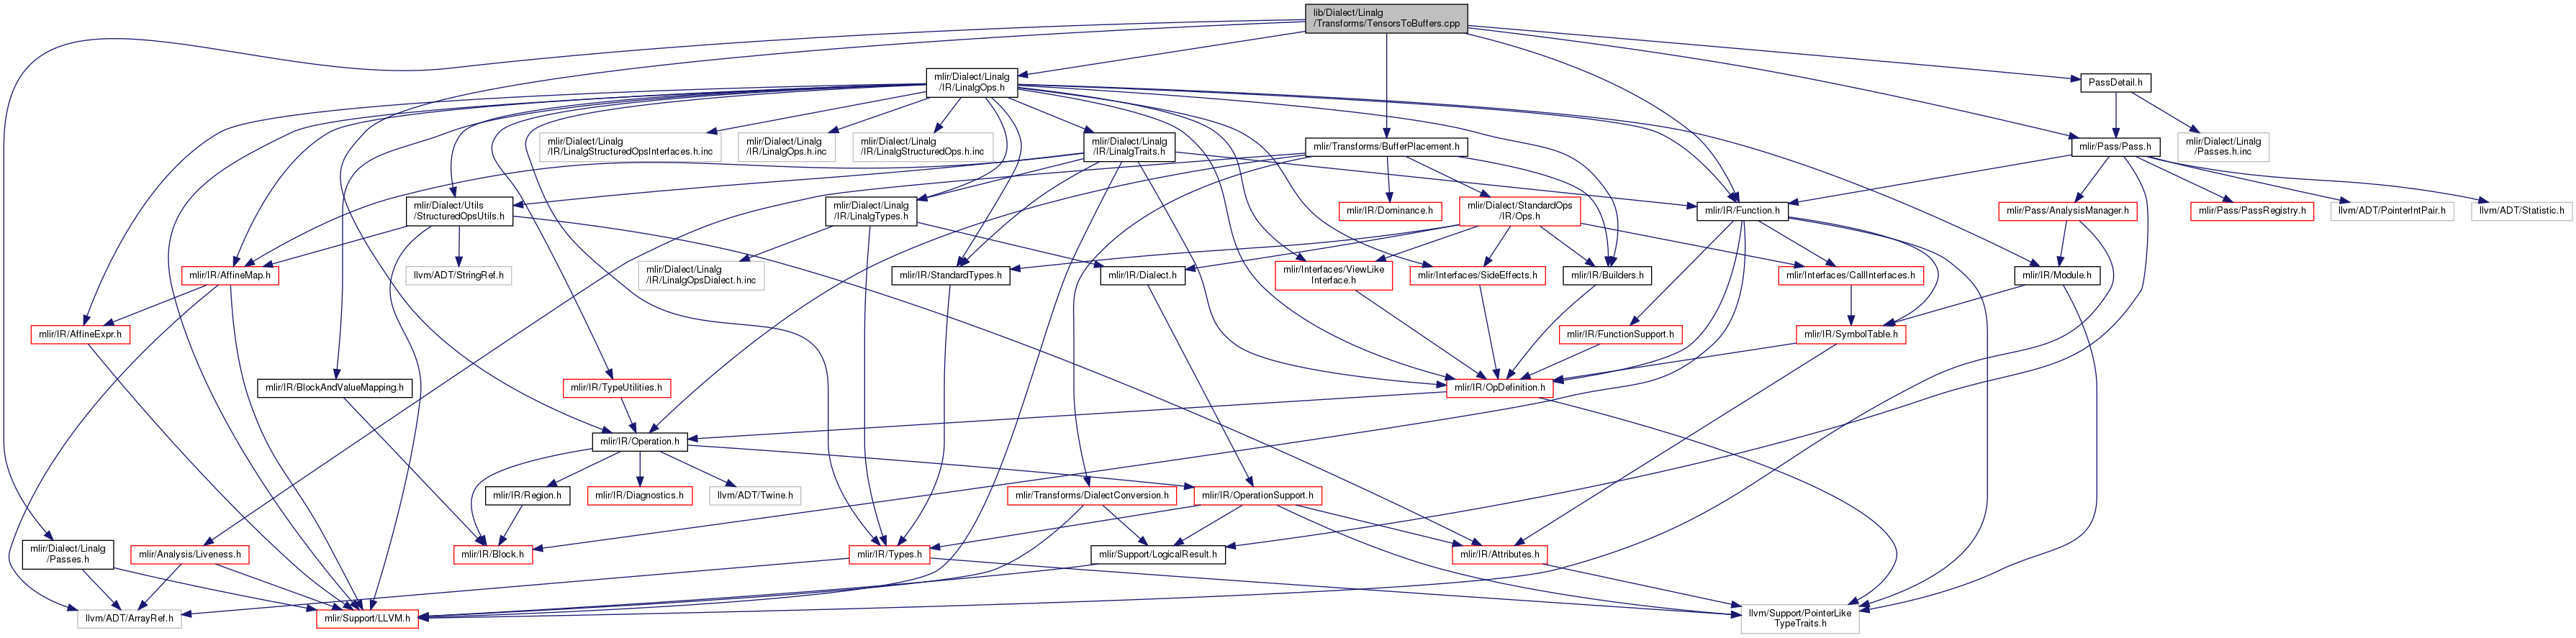 lib/Dialect/Linalg
/Transforms/TensorsToBuffers.cpp
mlir/Dialect/Linalg
/IR/LinalgOps.h
PassDetail.h
mlir/Dialect/Linalg
/IR/LinalgStructuredOpsInterfaces.h.inc
mlir/Dialect/Linalg
/IR/LinalgOps.h.inc
mlir/Dialect/Linalg
/IR/LinalgStructuredOps.h.inc
mlir/Dialect/Linalg
/IR/LinalgTraits.h
mlir/Transforms/BufferPlacement.h
mlir/Pass/Pass.h
mlir/Dialect/Linalg
/Passes.h.inc
mlir/Dialect/Utils
/StructuredOpsUtils.h
mlir/Dialect/Linalg
/IR/LinalgTypes.h
mlir/IR/Dominance.h
mlir/Dialect/StandardOps
/IR/Ops.h
mlir/IR/Function.h
mlir/Pass/AnalysisManager.h
mlir/Pass/PassRegistry.h
llvm/ADT/PointerIntPair.h
llvm/ADT/Statistic.h
mlir/IR/AffineMap.h
llvm/ADT/StringRef.h
mlir/Dialect/Linalg
/IR/LinalgOpsDialect.h.inc
mlir/IR/StandardTypes.h
mlir/IR/Dialect.h
mlir/Interfaces/ViewLike
Interface.h
mlir/Interfaces/SideEffects.h
mlir/IR/Builders.h
mlir/Interfaces/CallInterfaces.h
mlir/IR/Module.h
mlir/IR/AffineExpr.h
mlir/IR/FunctionSupport.h
mlir/IR/SymbolTable.h
mlir/IR/BlockAndValueMapping.h
mlir/IR/TypeUtilities.h
mlir/IR/OpDefinition.h
mlir/IR/Operation.h
mlir/IR/Region.h
mlir/IR/Diagnostics.h
llvm/ADT/Twine.h
mlir/Transforms/DialectConversion.h
mlir/IR/OperationSupport.h
mlir/Dialect/Linalg
/Passes.h
mlir/Analysis/Liveness.h
mlir/IR/Block.h
mlir/IR/Types.h
mlir/Support/LogicalResult.h
mlir/IR/Attributes.h
llvm/ADT/ArrayRef.h
mlir/Support/LLVM.h
llvm/Support/PointerLike
TypeTraits.h